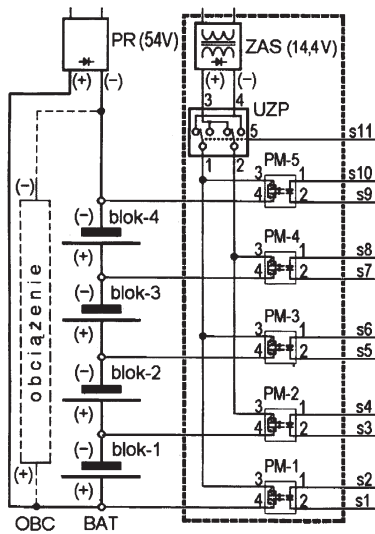 PR (54V)
ZAS (14,4V)
(+) (-)
(+) (-)
3 4
UZP
5
s11
1 2
PM-5
3 1 s10
4 2 s9
(-)
(-) blok-4
(+)
PM-4
3 1 s8
4 2 s7
(-) blok-3
(+)
PM-3
3 1 s6
4 2 s5
obciążenie
(-) blok-2
(+)
PM-2
3 1 s4
4 2 s3
(-) blok-1
(+)
(+)
PM-1
3 1 s2
4 2 s1
OBC BAT